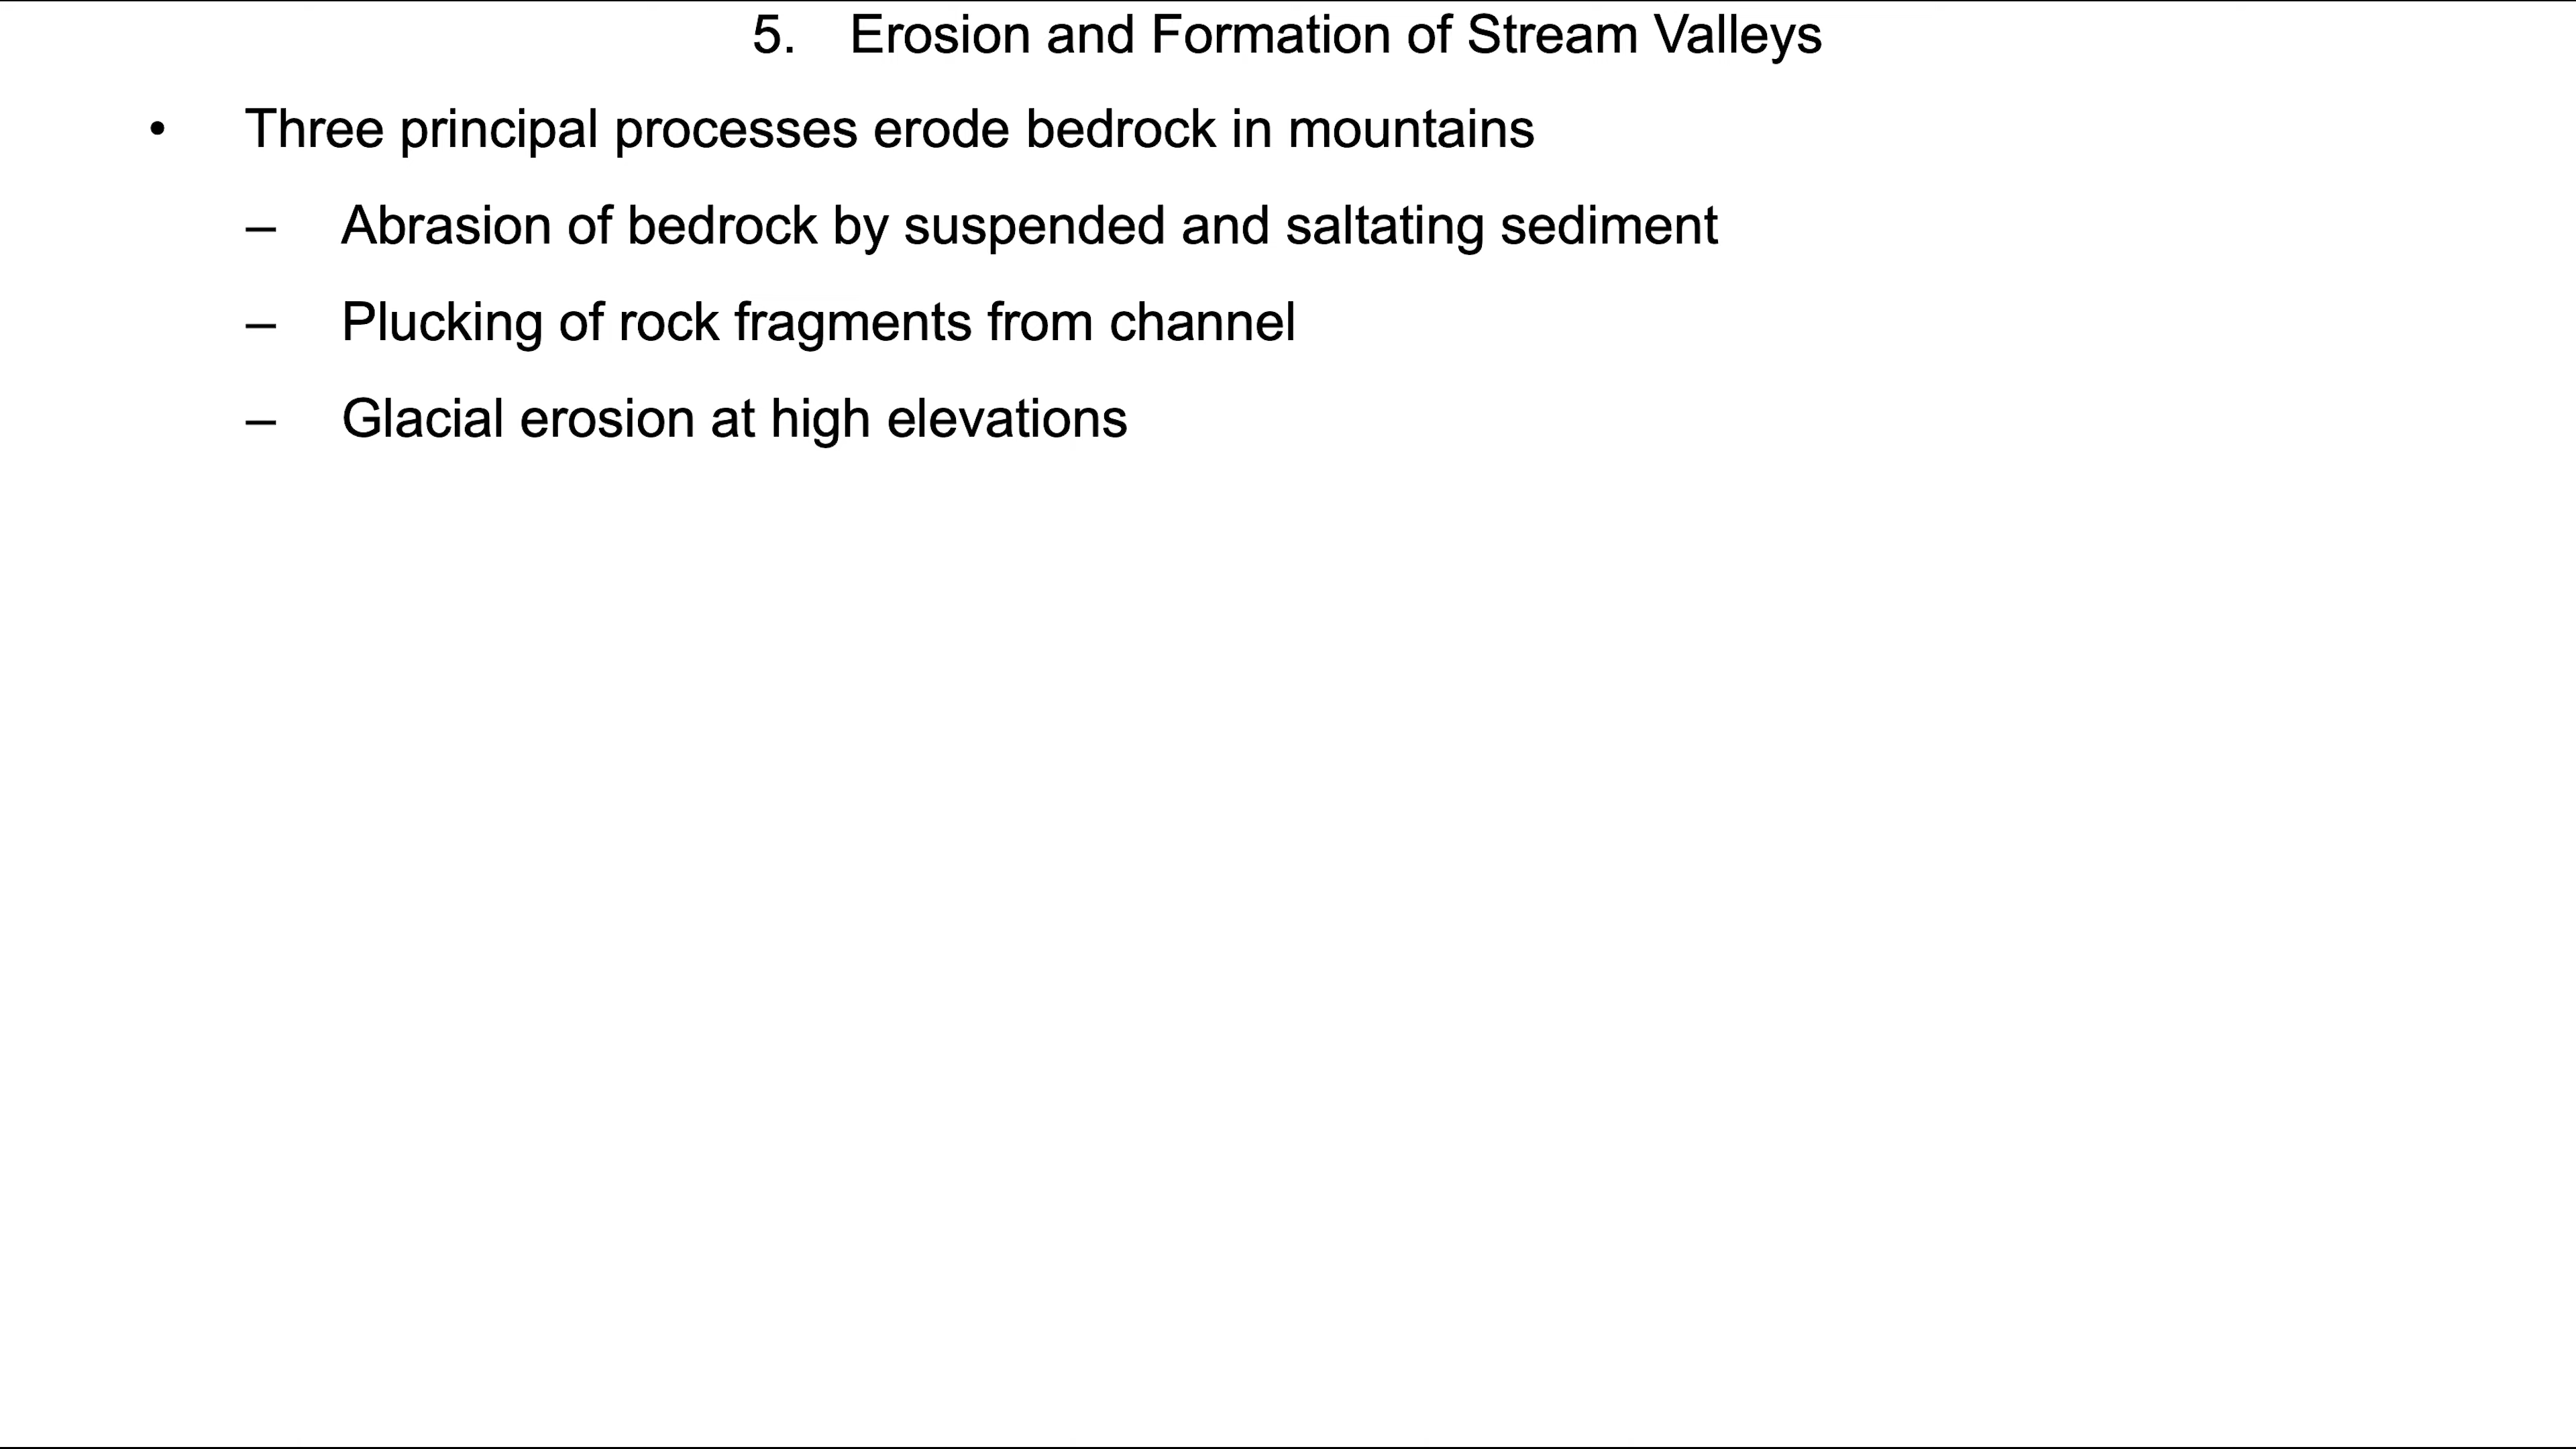 5. Erosion and Formation of Stream Valleys
• Three principal processes erode bedrock in mountains
– Abrasion of bedrock by suspended and saltating sediment
– Plucking of rock fragments from channel
– Glacial erosion at high elevations